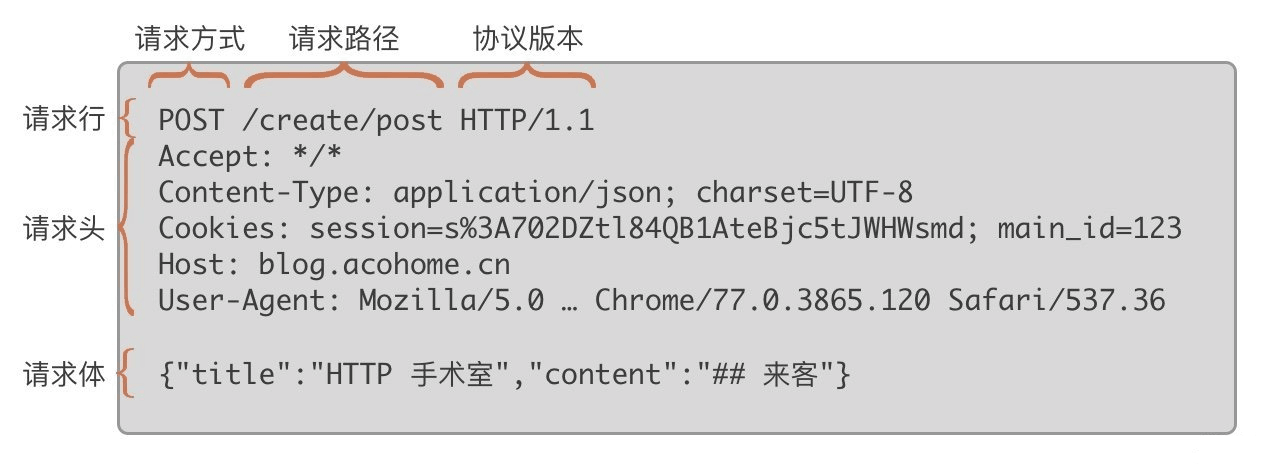 请求方式 请求路径 协议版本
请求行 POST /create/post HTTP/1.1
Accept: */*
Content-Type: application/json; charset=UTF-8
请求头 Cookies: session=s%3A702DZtl84QB1AteBjc5tJWHWsmd; main_id=123
Host: blog.acohome.cn
User-Agent: Mozilla/5.0 … Chrome/77.0.3865.120 Safari/537.36
请求体 {"title":"HTTP 手术室","content":"## 来客"}